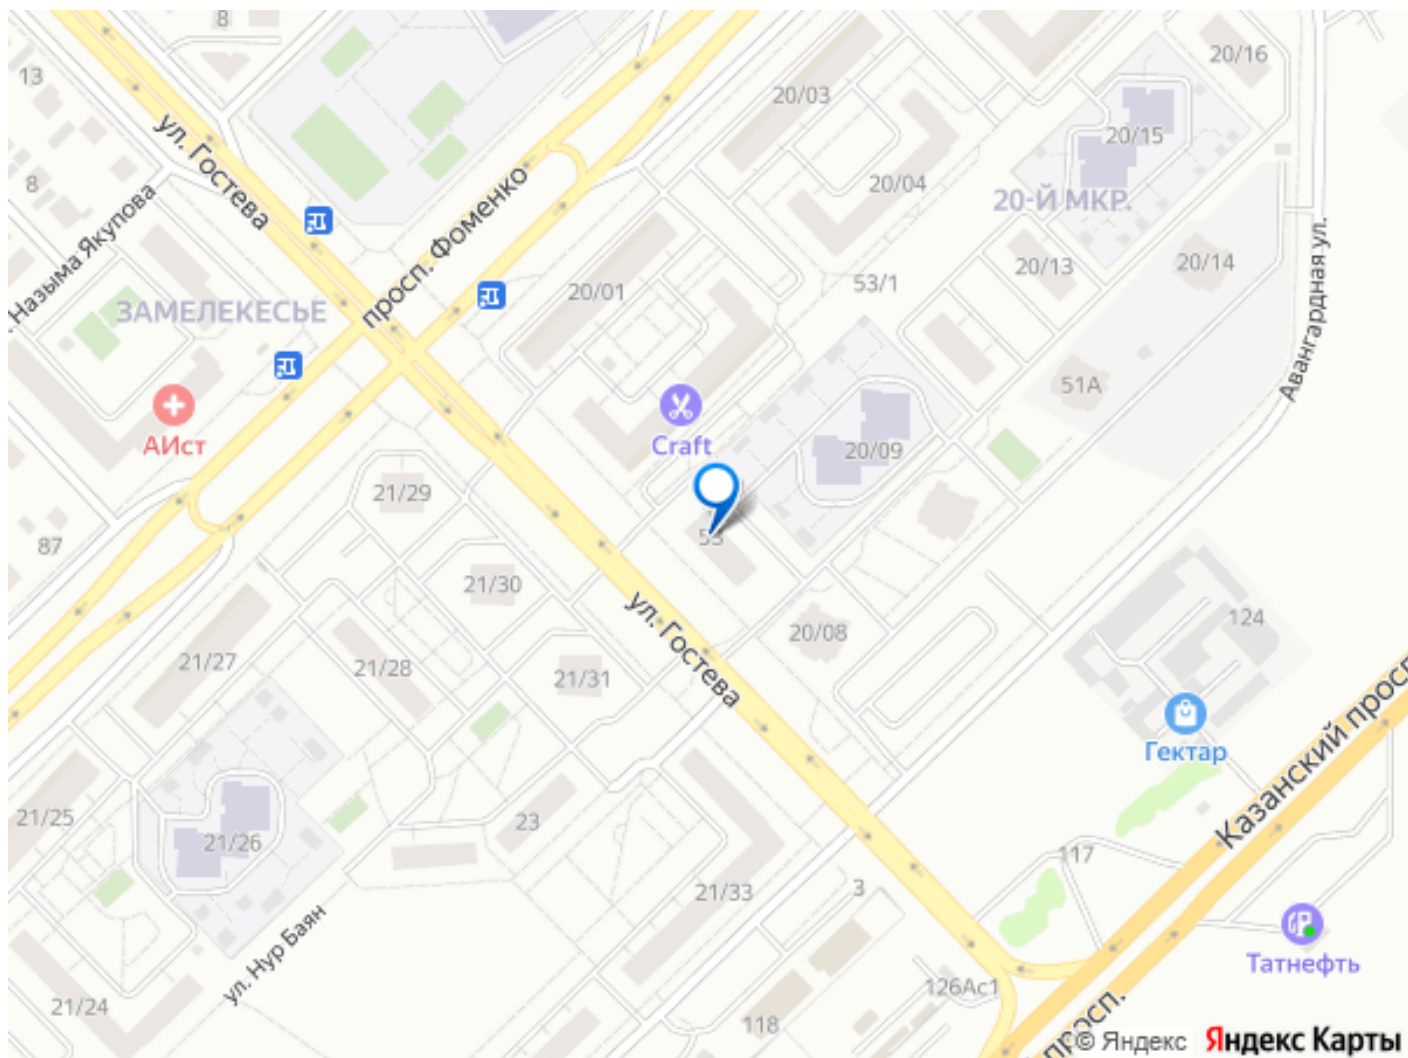 8
13
20/16
20/03
ул. Гостева
20/15
8
20/04
20-Й МКР.
Назыма Якупова
просп. Фоменко
53/1
20/13
20/14
Авангардная ул.
20/01
ЗАМЕЛЕКЕСЬЕ
51А
АИст
Craft
20/09
21/29
53
87
21/30
ул. Гостева
20/08
124
21/27
21/28
21/31
Гектар
Казанский просп
21/25
23
21/26
117
21/33
3
ул. Нур Баян
Татнефть
21/24
126Ас1
118
просп.
© Яндекс Яндекс Карты